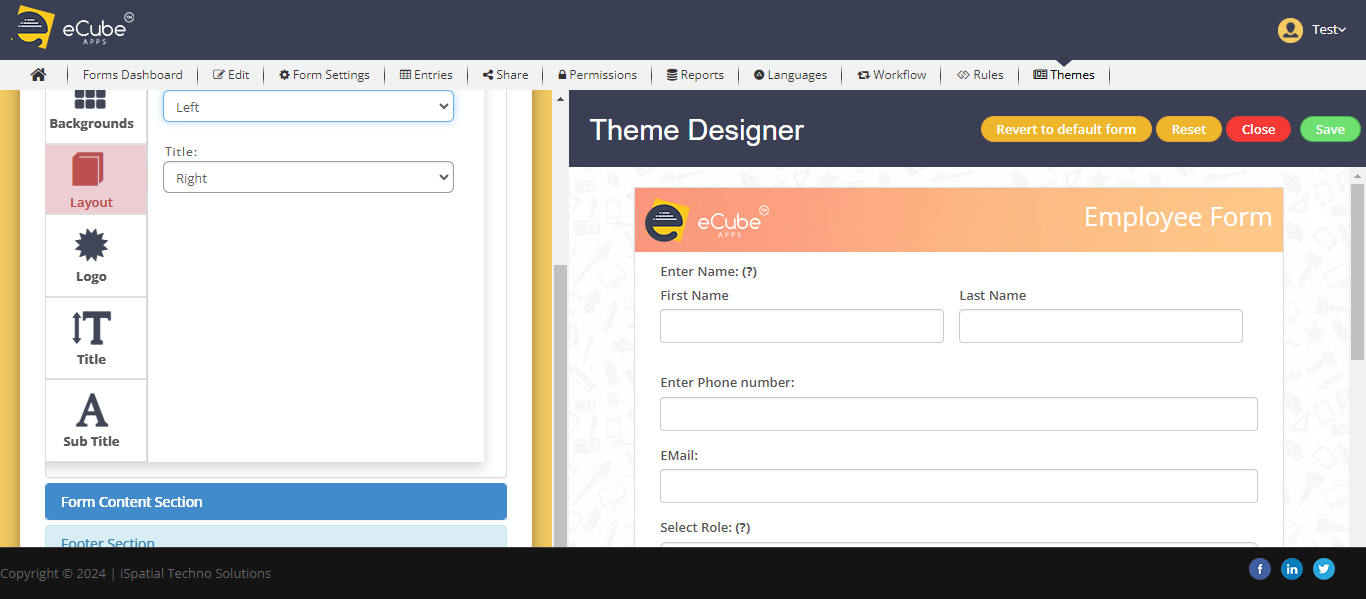 eCube TM
APPS
Test
Forms Dashboard Edit Form Settings Entries Share Permissions Reports Languages Workflow Rules Themes
Backgrounds
Left
Title:
Right
Layout
Logo
Title
Sub Title
Form Content Section
Footer Section
Theme Designer
Revert to default form Reset Close Save
eCube TM
APPS
Employee Form
Enter Name: (?)
First Name Last Name
Enter Phone number:
EMail:
Select Role: (?)
Copyright © 2024 | iSpatial Techno Solutions